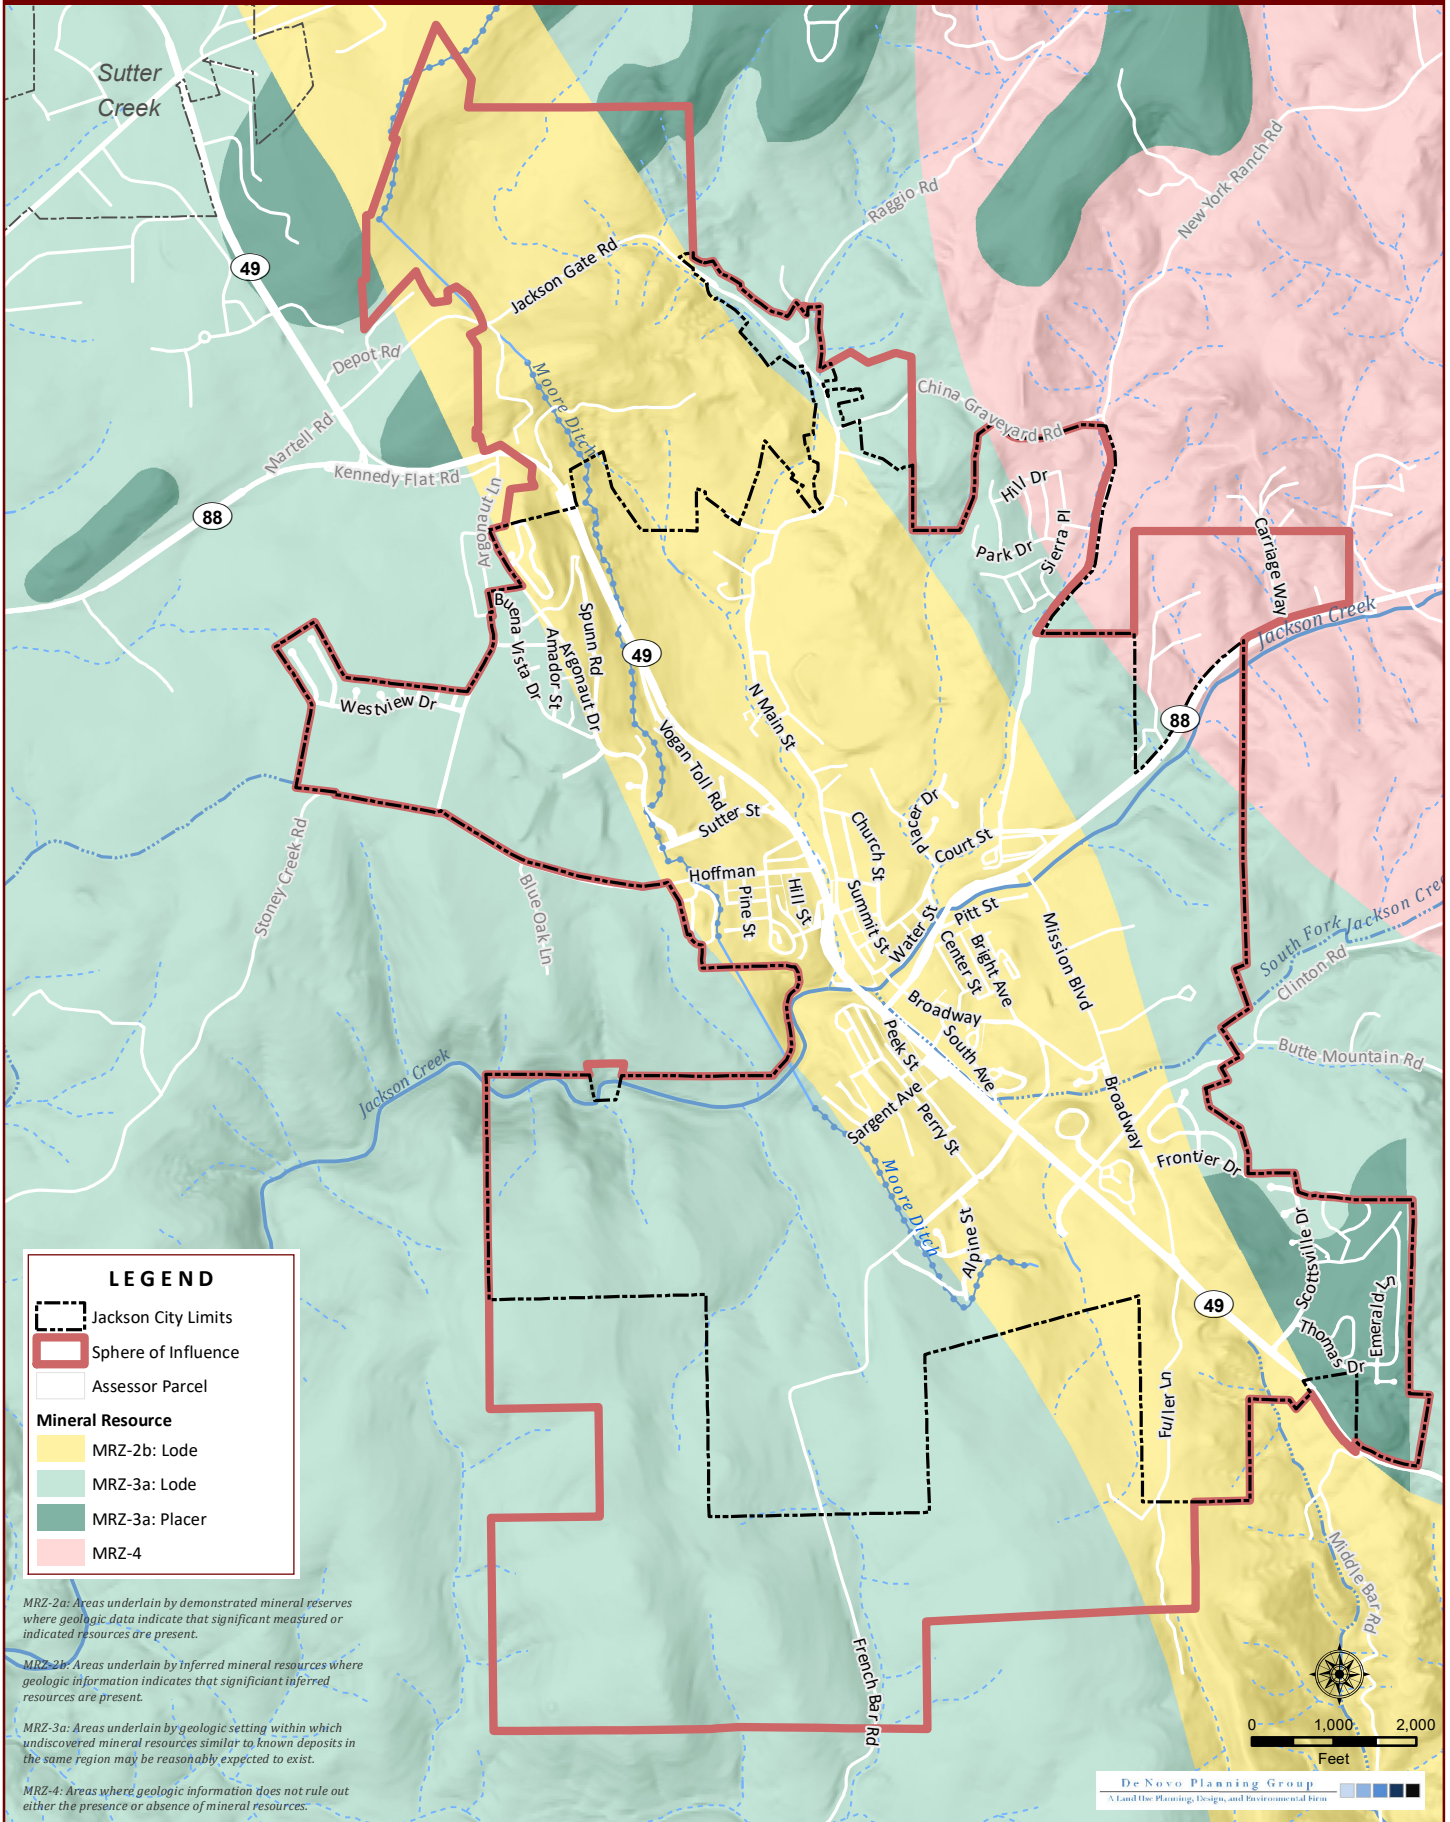 Sutter
Creek
49
Raggio Rd
New York Ranch Rd
Jackson Gate Rd
Depot Rd
Moore Ditch
China Graveyard Rd
Martell Rd
Kennedy Flat Rd
88
Argonaut Ln
Hill Dr
Park Dr
Sierra Pl
Carriage Way
Jackson Creek
Buena Vista Dr
Amador St
Spunn Rd
Argonaut Dr
49
Westview Dr
N Main St
88
Vogan Toll Rd
Sutter St
Placer Dr
Church St
Court St
Stoney Creek Rd
Blue Oak Ln
Hoffman
Pine St
Hill St
Summit St
Water St
Pitt St
Center St
Bright Ave
Mission Blvd
South Fork Jackson Cree
Clinton Rd
Broadway
Peek St
South Ave
Butte Mountain Rd
Jackson Creek
Sargent Ave
Perry St
Broadway
Frontier Dr
Moore Ditch
Alpine St
Scottsville Dr
Emerald Ln
Thomas Dr
49
Fuller Ln
French Bar Rd
Middle Bar Rd
LEGEND
Jackson City Limits
Sphere of Influence
Assessor Parcel
Mineral Resource
MRZ-2b: Lode
MRZ-3a: Lode
MRZ-3a: Placer
MRZ-4
MRZ-2a: Areas underlain by demonstrated mineral reserves
where geologic data indicate that significant measured or
indicated resources are present.
MRZ-2b: Areas underlain by inferred mineral resources where
geologic information indicates that significiant inferred
resources are present.
MRZ-3a: Areas underlain by geologic setting within which
undiscovered mineral resources similar to known deposits in
the same region may be reasonably expected to exist.
MRZ-4: Areas where geologic information does not rule out
either the presence or absence of mineral resources.
0 1,000 2,000
Feet
De Novo Planning Group
A Land Use Planning, Design, and Environmental Firm